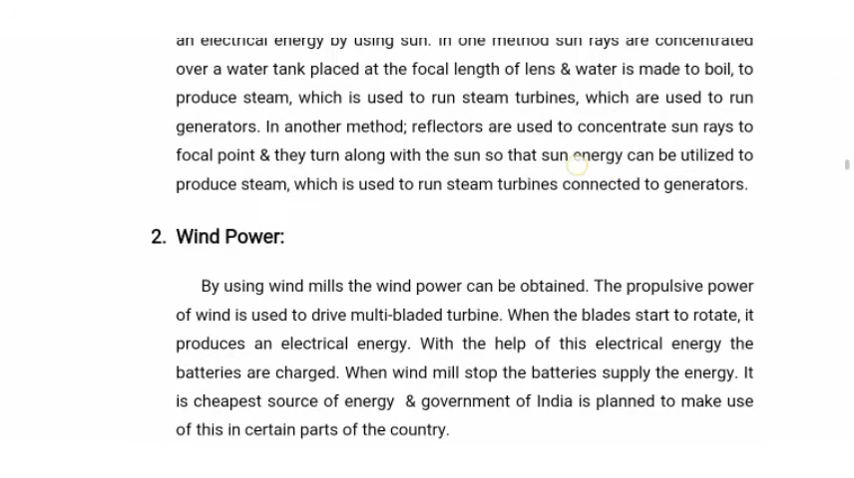 an electrical energy by using sun. In one method sun rays are concentrated
over a water tank placed at the focal length of lens & water is made to boil, to
produce steam, which is used to run steam turbines, which are used to run
generators. In another method; reflectors are used to concentrate sun rays to
focal point & they turn along with the sun so that sun energy can be utilized to
produce steam, which is used to run steam turbines connected to generators.
2. Wind Power:
By using wind mills the wind power can be obtained. The propulsive power
of wind is used to drive multi-bladed turbine. When the blades start to rotate, it
produces an electrical energy. With the help of this electrical energy the
batteries are charged. When wind mill stop the batteries supply the energy. It
is cheapest source of energy & government of India is planned to make use
of this in certain parts of the country.